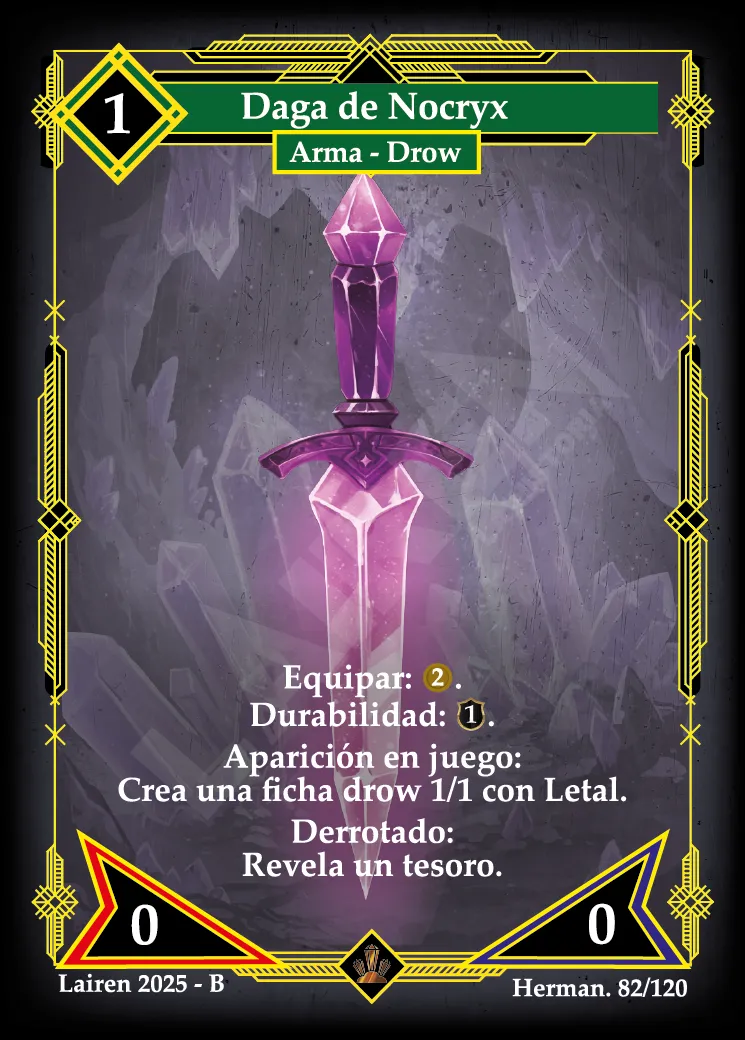 1
Daga de Nocryx
Arma - Drow
Equipar: 2.
Durabilidad: 1.
Aparición en juego:
Crea una ficha drow 1/1 con Letal.
Derrotado:
Revela un tesoro.
0
0
Lairen 2025 - B
Herman. 82/120